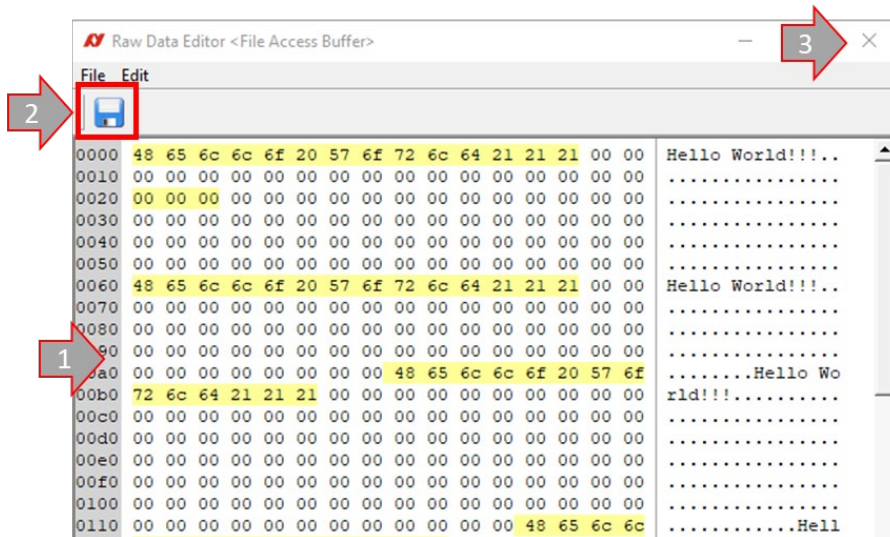 Raw Data Editor <File Access Buffer>
3
File Edit
2
0000 48 65 6c 6c 6f 20 57 6f 72 6c 64 21 21 21 00 00 Hello World!!!..
0010 00 00 00 00 00 00 00 00 00 00 00 00 00 00 00 00 ................
0020 00 00 00 00 00 00 00 00 00 00 00 00 00 00 00 00 ................
0030 00 00 00 00 00 00 00 00 00 00 00 00 00 00 00 00 ................
0040 00 00 00 00 00 00 00 00 00 00 00 00 00 00 00 00 ................
0050 00 00 00 00 00 00 00 00 00 00 00 00 00 00 00 00 ................
0060 48 65 6c 6c 6f 20 57 6f 72 6c 64 21 21 21 00 00 Hello World!!!..
0070 00 00 00 00 00 00 00 00 00 00 00 00 00 00 00 00 ................
0080 00 00 00 00 00 00 00 00 00 00 00 00 00 00 00 00 ................
90 00 00 00 00 00 00 00 00 00 00 00 00 00 00 00 00 ................
1
a0 00 00 00 00 00 00 00 00 48 65 6c 6c 6f 20 57 6f ........Hello Wo
00b0 72 6c 64 21 21 21 00 00 00 00 00 00 00 00 00 00 rld!!!..........
00c0 00 00 00 00 00 00 00 00 00 00 00 00 00 00 00 00 ................
00d0 00 00 00 00 00 00 00 00 00 00 00 00 00 00 00 00 ................
00e0 00 00 00 00 00 00 00 00 00 00 00 00 00 00 00 00 ................
00f0 00 00 00 00 00 00 00 00 00 00 00 00 00 00 00 00 ................
0100 00 00 00 00 00 00 00 00 00 00 00 00 00 00 00 00 ................
0110 00 00 00 00 00 00 00 00 00 00 00 00 48 65 6c 6c ............Hell